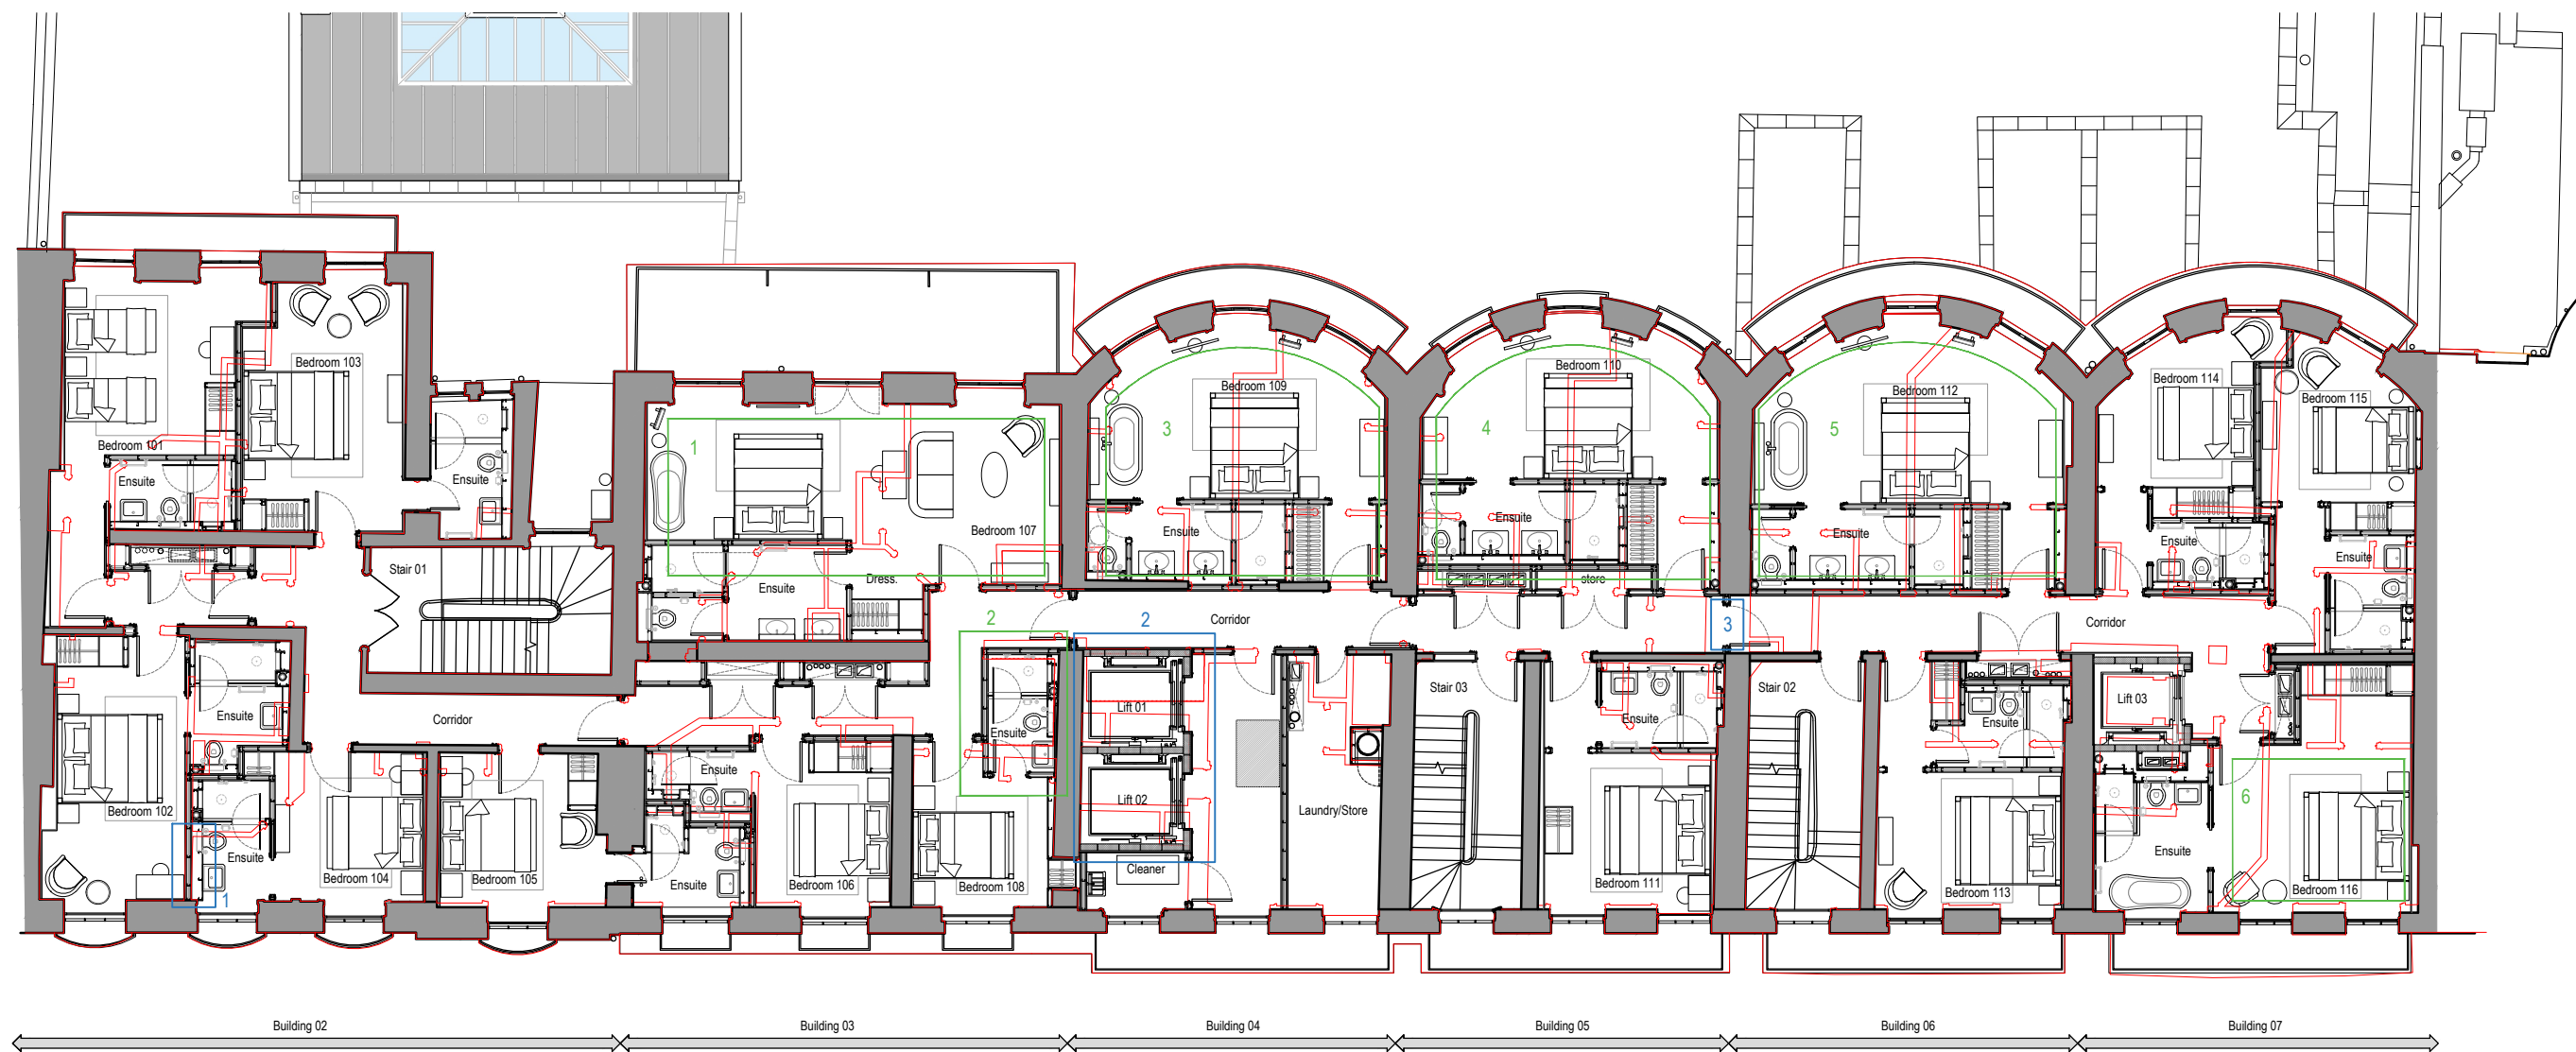 Bedroom 103
Bedroom 109
Bedroom 110
Bedroom 112
Bedroom 114
Bedroom 115
Bedroom 101
1
3
4
5
Ensuite
Ensuite
Bedroom 107
Ensuite
Ensuite
Ensuite
Ensuite
Ensuite
Stair 01
Ensuite
Dress.
store
2
2
Corridor
3
Corridor
Stair 03
Stair 02
Lift 03
Ensuite
Corridor
Lift 01
Ensuite
Ensuite
Ensuite
Ensuite
Lift 02
6
Bedroom 102
Laundry/Store
Ensuite
Ensuite
Cleaner
Bedroom 104
Bedroom 105
Ensuite
Bedroom 106
Bedroom 108
Bedroom 111
Bedroom 113
Bedroom 116
1
Building 02
Building 03
Building 04
Building 05
Building 06
Building 07